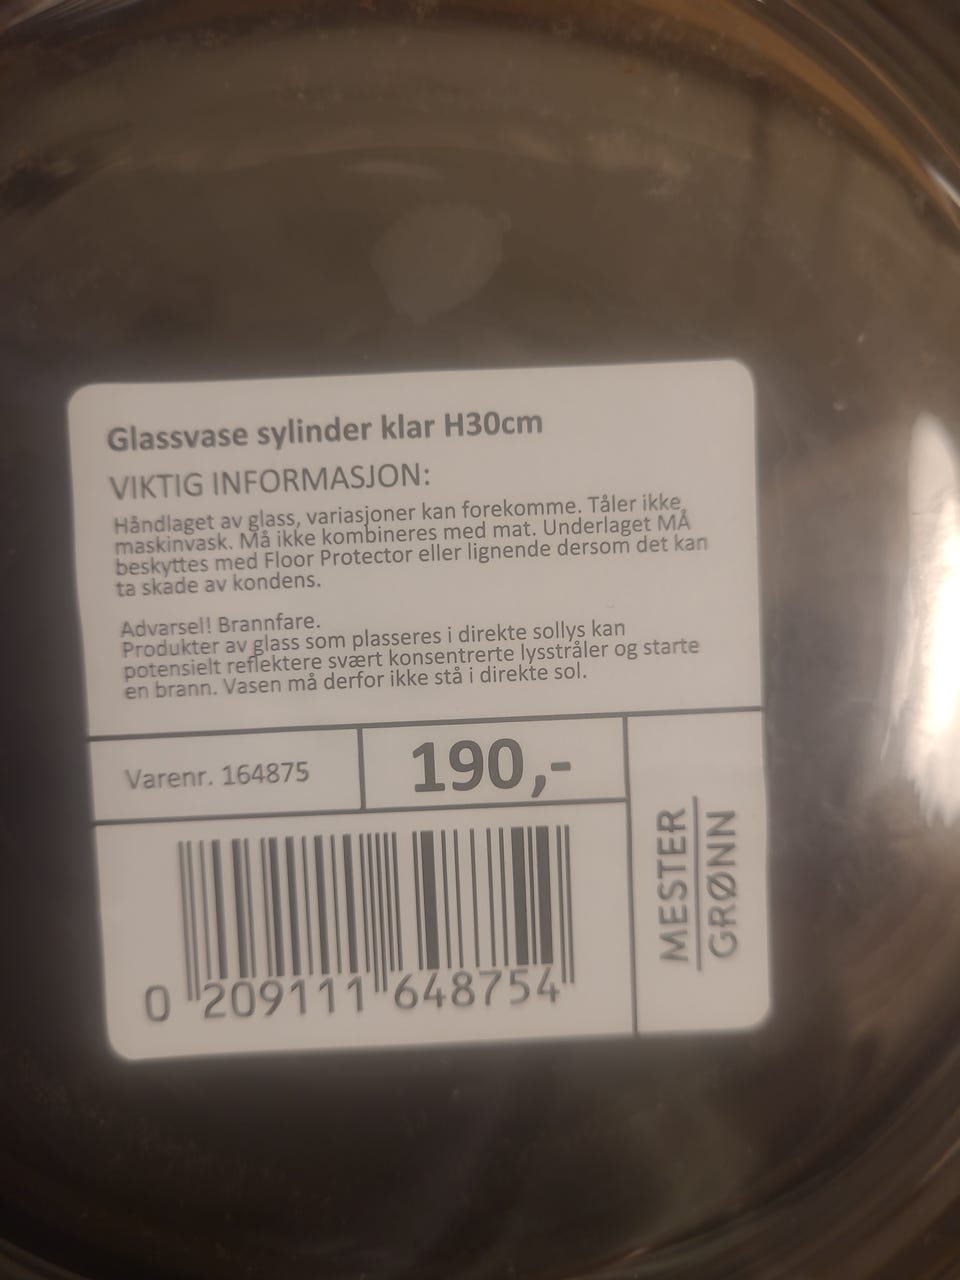 Glassvase sylinder klar H30cm
VIKTIG INFORMASJON:
Håndlaget av glass, variasjoner kan forekomme. Tåler ikke
maskinvask. Må ikke kombineres med mat. Underlaget MÅ
beskyttes med Floor Protector eller lignende dersom det kan
ta skade av kondens.
Advarsel! Brannfare.
Produkter av glass som plasseres i direkte sollys kan
potensielt reflektere svært konsentrerte lysstråler og starte
en brann. Vasen må derfor ikke stå i direkte sol.
Varenr. 164875
190,-
0 209111 648754
MESTER
GRØNN